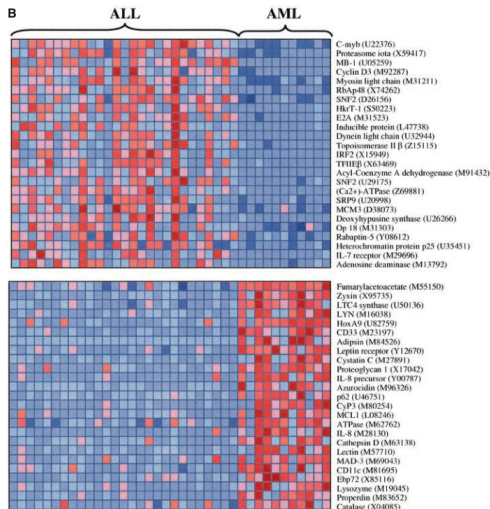 B
ALL AML
C-myb (U22376)
Proteasome iota (X59417)
MB-1 (U05259)
Cyclin D3 (M92287)
Myosin light chain (M31211)
RbAp48 (X74262)
SNF2 (D26156)
HkrT-1 (S50223)
E2A (M31523)
Inducible protein (L47738)
Dynein light chain (U32944)
Topoisomerase II β (Z15115)
IRF2 (X15949)
TFIIEβ (X63469)
Acyl-Coenzyme A dehydrogenase (M91432)
SNF2 (U29175)
(Ca2+)-ATPase (Z69881)
SRP9 (U20998)
MCM3 (D38073)
Deoxyhypusine synthase (U26266)
Op 18 (M31303)
Rabaptin-5 (Y08612)
Heterochromatin protein p25 (U35451)
IL-7 receptor (M29696)
Adenosine deaminase (M13792)
Fumarylacetoacetate (M55150)
Zyxin (X95735)
LTC4 synthase (U50136)
LYN (M16038)
HoxA9 (U82759)
CD33 (M23197)
Adipsin (M84526)
Leptin receptor (Y12670)
Cystatin C (M27891)
Proteoglycan 1 (X17042)
IL-8 precursor (Y00787)
Azurocidin (M96326)
p62 (U46751)
CyP3 (M80254)
MCL1 (L08246)
ATPase (M62762)
IL-8 (M28130)
Cathepsin D (M63138)
Lectin (M57710)
MAD-3 (M69043)
CD11c (M81695)
Ebp72 (X85116)
Lysozyme (M19045)
Properdin (M83652)
Catalase (X04085)